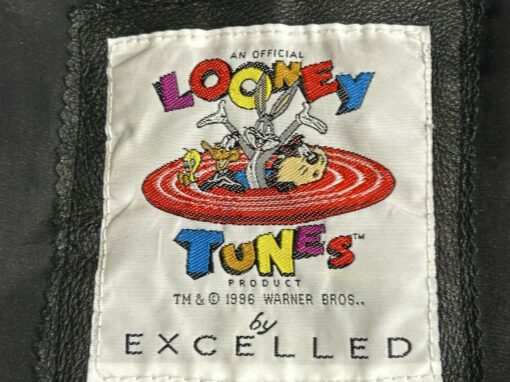 AN OFFICIAL
LOONEY
TUNES™
PRODUCT
TM & © 1996 WARNER BROS..
by
EXCELLED